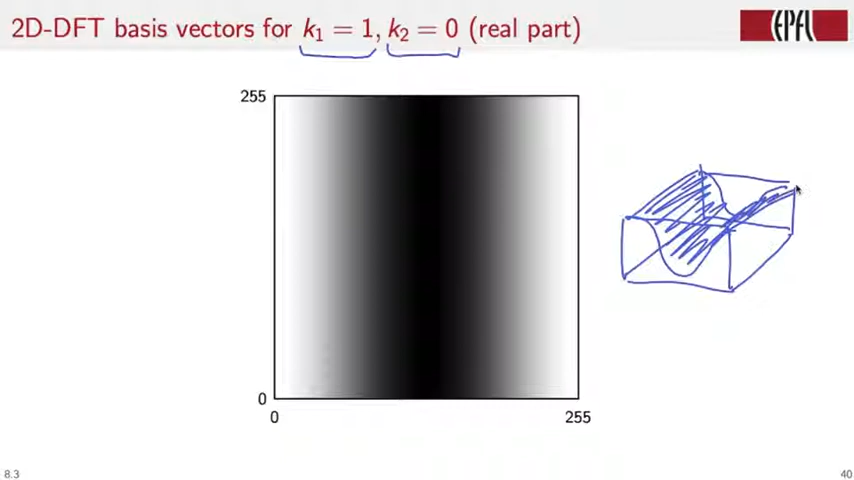 2D-DFT basis vectors for k₁ = 1, k₂ = 0 (real part)
EPFL
255
0
0 255
8.3 40